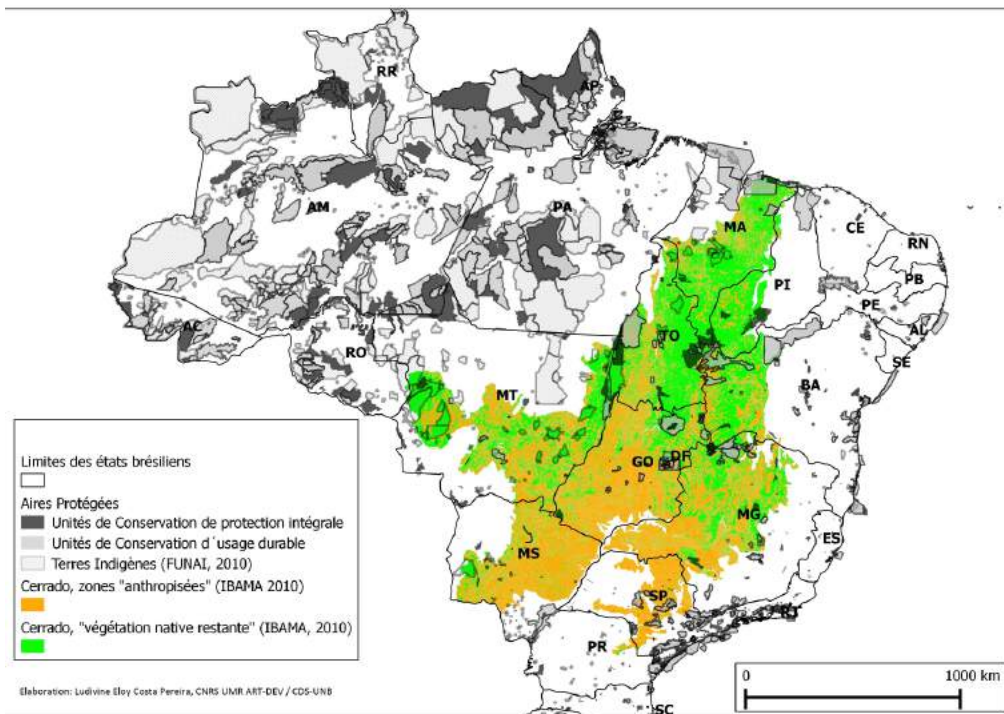 RR
AP
AM
PA
MA
CE
RN
PB
PI
PE
AL
SE
AC
RO
TO
BA
MT
GO
DF
MG
ES
MS
SP
RJ
PR
SC
Limites des états brésiliens
Aires Protégées
Unités de Conservation de protection intégrale
Unités de Conservation d´usage durable
Terres Indigènes (FUNAI, 2010)
Cerrado, zones "anthropisées" (IBAMA 2010)
Cerrado, "végétation native restante" (IBAMA, 2010)
Elaboration: Ludivine Eloy Costa Pereira, CNRS UMR ART-DEV / CDS-UNB
0 1000 km